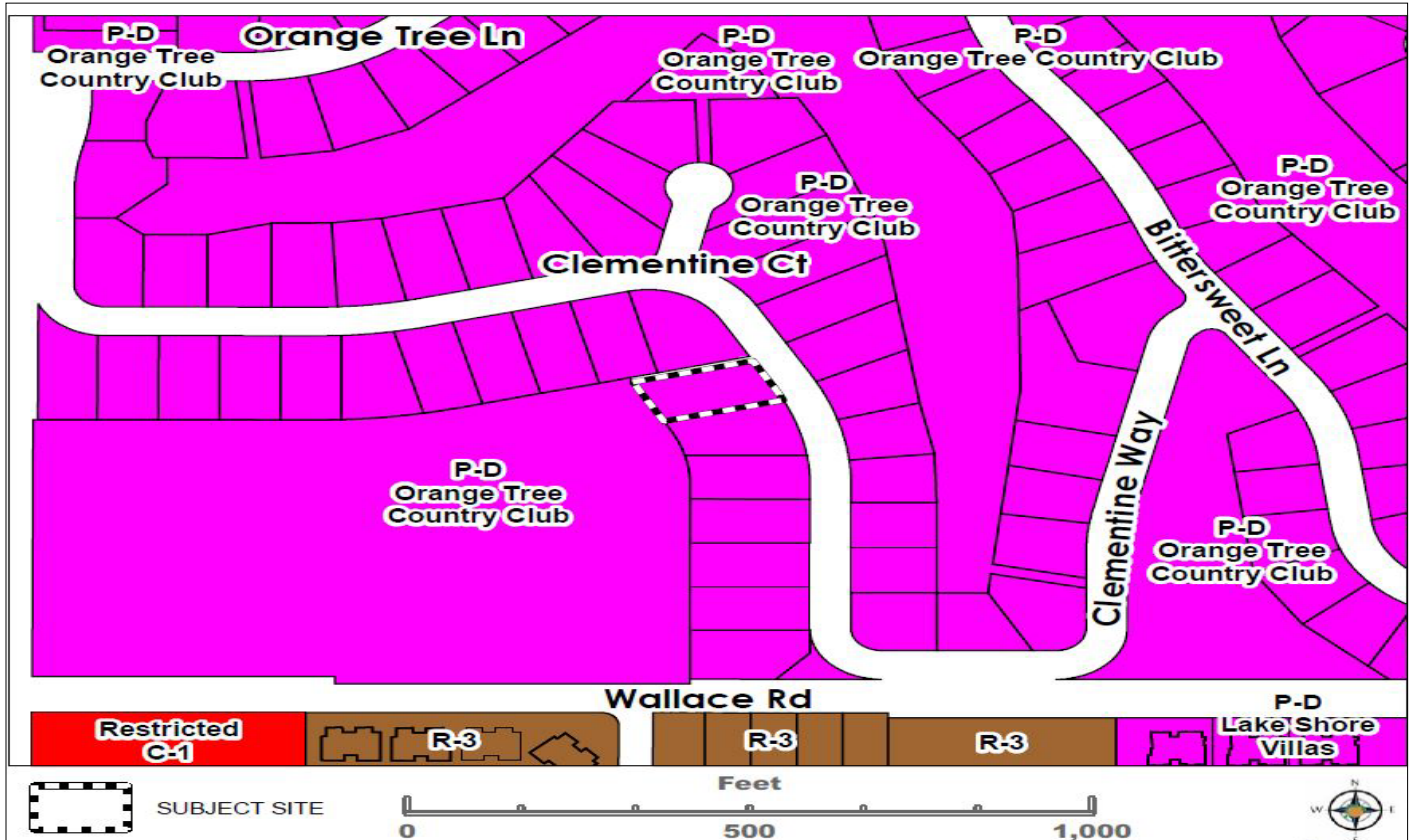 P-D
Orange Tree
Country Club
Orange Tree Ln
P-D
Orange Tree
Country Club
P-D
Orange Tree Country Club
P-D
Orange Tree
Country Club
P-D
Orange Tree
Country Club
Clementine Ct
Bittersweet Ln
Clementine Way
P-D
Orange Tree
Country Club
P-D
Orange Tree
Country Club
Wallace Rd
Restricted
C-1
R-3
R-3
R-3
P-D
Lake Shore
Villas
SUBJECT SITE
Feet
0
500
1,000
N
W
E